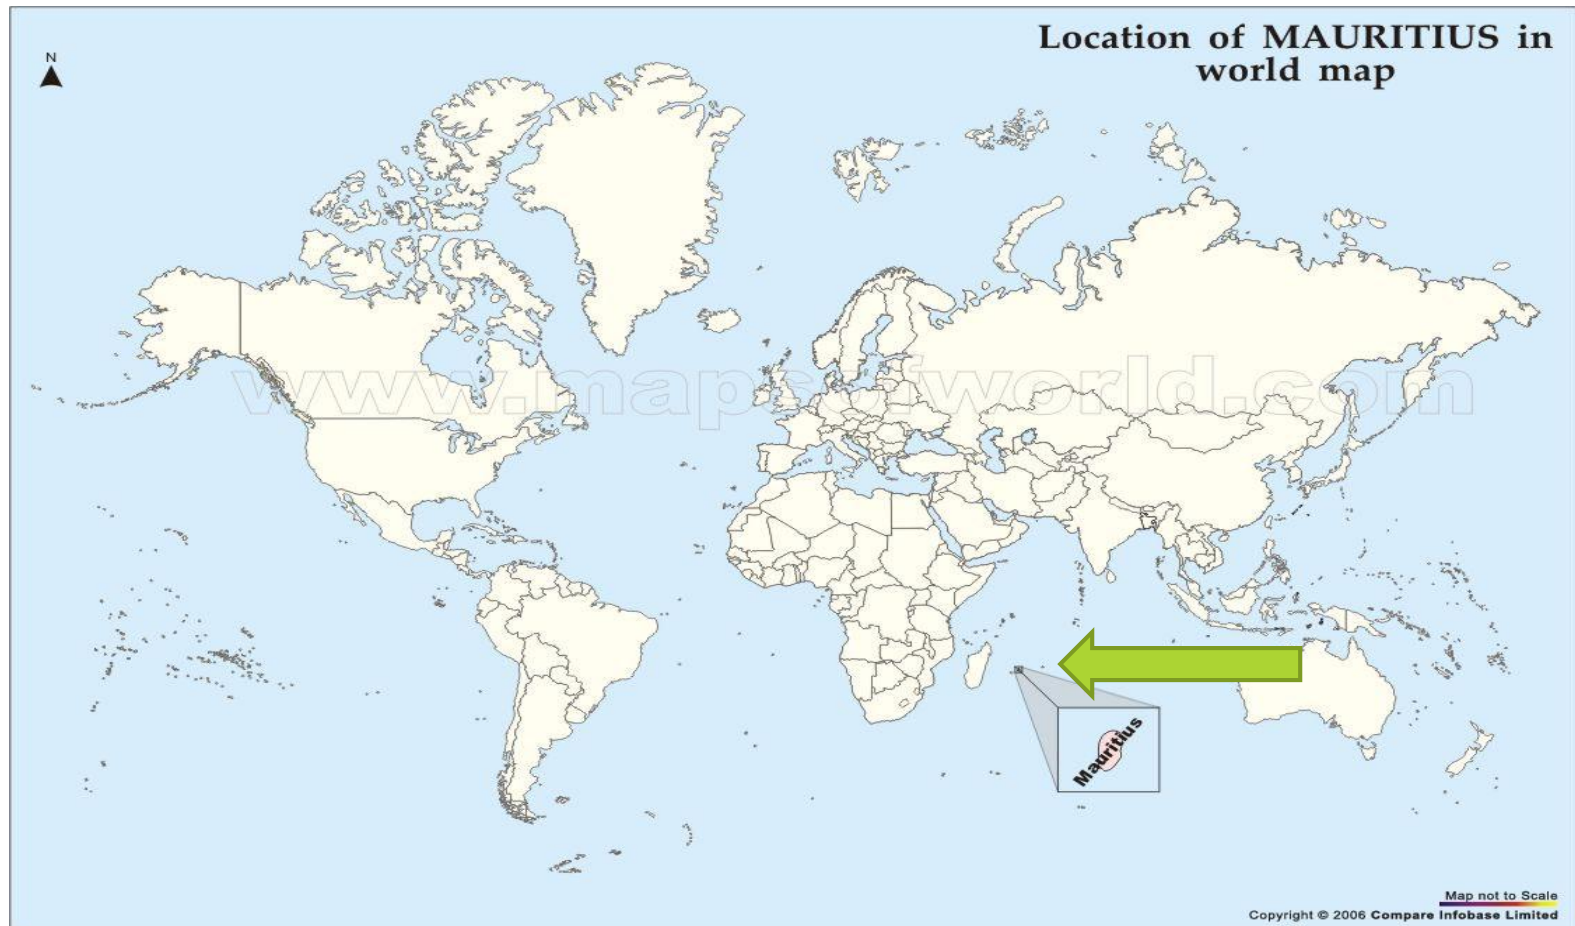 Location of MAURITIUS in
world map
N
www.mapsofworld.com
Mauritius
Map not to Scale
Copyright © 2006 Compare Infobase Limited